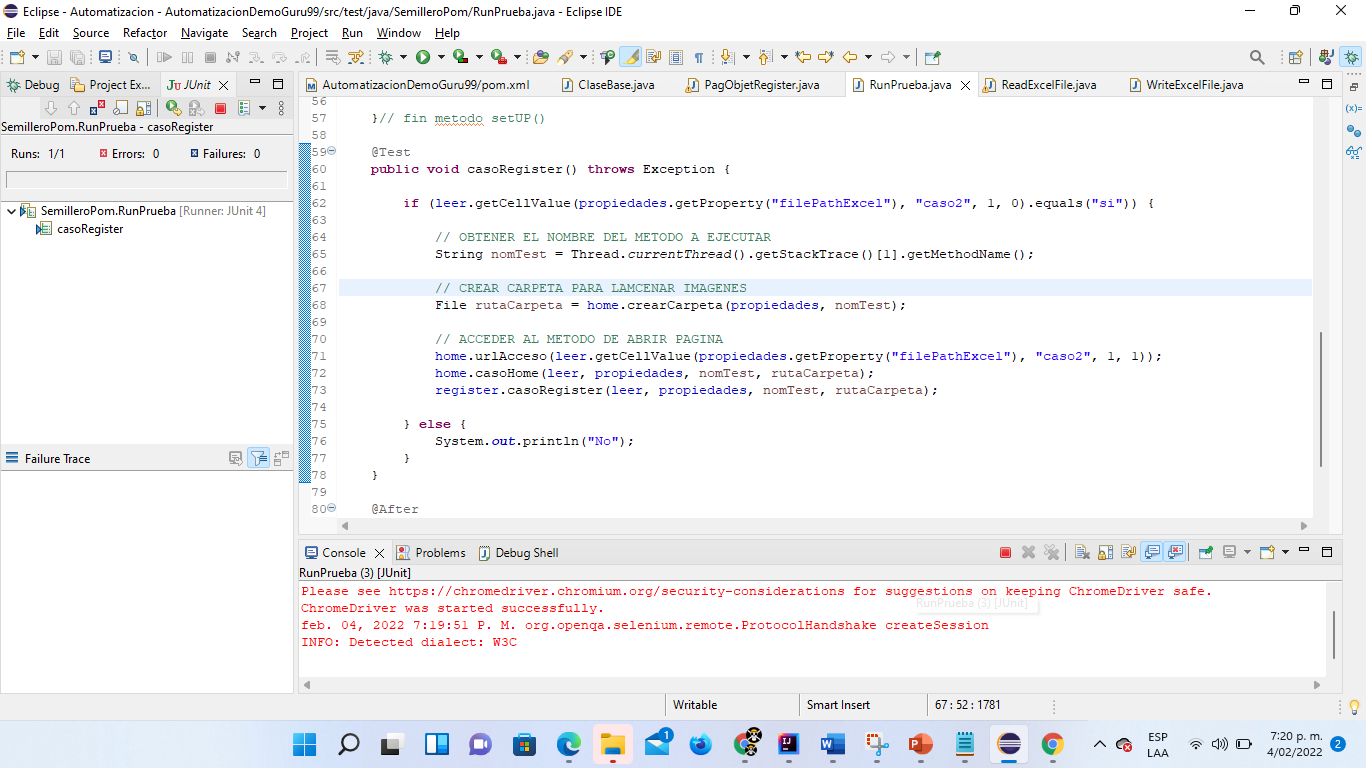 Eclipse - Automatizacion - AutomatizacionDemoGuru99/src/test/java/SemilleroPom/RunPrueba.java - Eclipse IDE
File Edit Source Refactor Navigate Search Project Run Window Help
Debug Project Ex... JUnit
AutomatizacionDemoGuru99/pom.xml ClaseBase.java PagObjetRegister.java RunPrueba.java ReadExcelFile.java WriteExcelFile.java
SemilleroPom.RunPrueba - casoRegister
Runs: 1/1 Errors: 0 Failures: 0
SemilleroPom.RunPrueba [Runner: JUnit 4]
casoRegister
Failure Trace
56
57 }// fin metodo setUP()
58
59 @Test
60 public void casoRegister() throws Exception {
61
62 if (leer.getCellValue(propiedades.getProperty("filePathExcel"), "caso2", 1, 0).equals("si")) {
63
64 // OBTENER EL NOMBRE DEL METODO A EJECUTAR
65 String nomTest = Thread.currentThread().getStackTrace()[1].getMethodName();
66
67 // CREAR CARPETA PARA LAMCENAR IMAGENES
68 File rutaCarpeta = home.crearCarpeta(propiedades, nomTest);
69
70 // ACCEDER AL METODO DE ABRIR PAGINA
71 home.urlAcceso(leer.getCellValue(propiedades.getProperty("filePathExcel"), "caso2", 1, 1));
72 home.casoHome(leer, propiedades, nomTest, rutaCarpeta);
73 register.casoRegister(leer, propiedades, nomTest, rutaCarpeta);
74
75 } else {
76 System.out.println("No");
77 }
78 }
79
80 @After
Console Problems Debug Shell
RunPrueba (3) [JUnit]
Please see https://chromedriver.chromium.org/security-considerations for suggestions on keeping ChromeDriver safe.
RunPrueba (3) [JUnit]
ChromeDriver was started successfully.
feb. 04, 2022 7:19:51 P. M. org.openqa.selenium.remote.ProtocolHandshake createSession
INFO: Detected dialect: W3C
Writable Smart Insert 67 : 52 : 1781
1
ESP
LAA
7:20 p. m.
4/02/2022
2